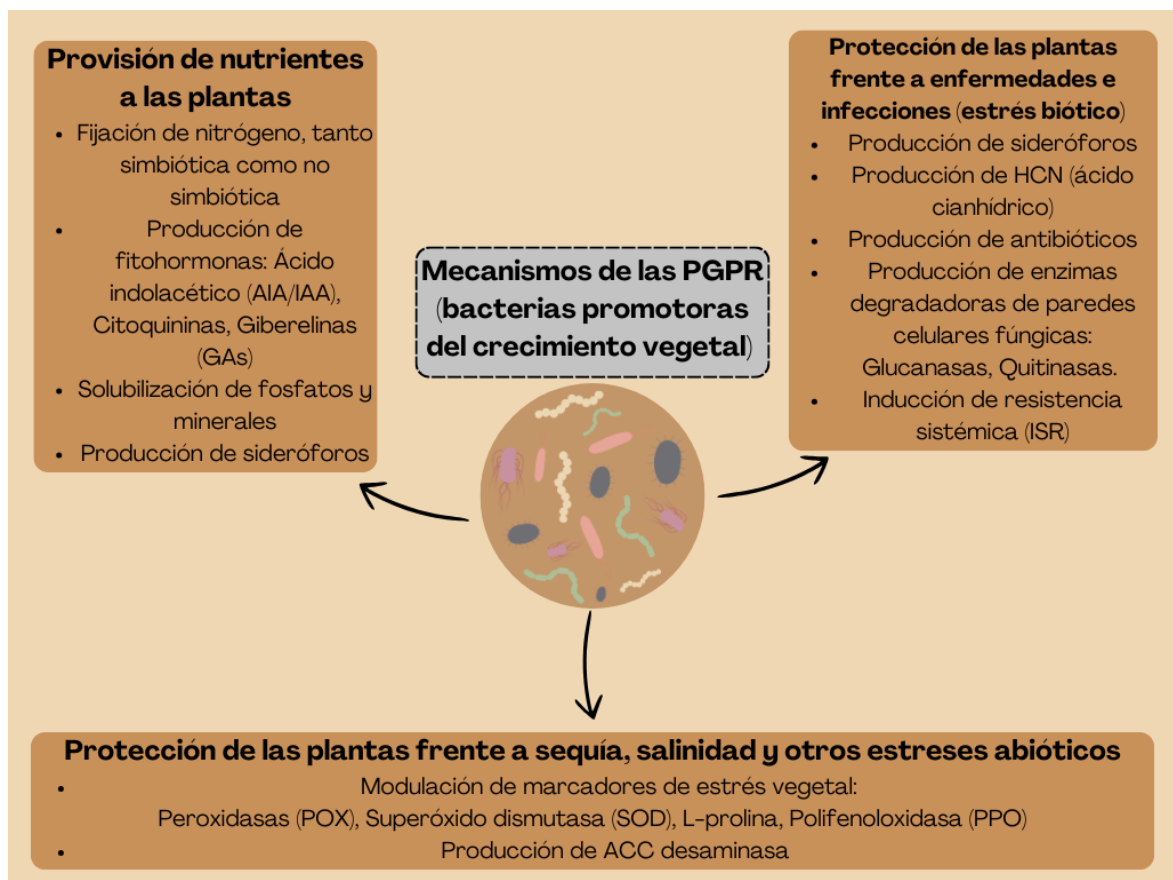 Provisión de nutrientes
a las plantas
• Fijación de nitrógeno, tanto
simbiótica como no
simbiótica
• Producción de
fitohormonas: Ácido
indolacético (AIA/IAA),
Citoquininas, Giberelinas
(GAs)
• Solubilización de fosfatos y
minerales
• Producción de sideróforos
Mecanismos de las PGPR
(bacterias promotoras
del crecimiento vegetal)
Protección de las plantas
frente a enfermedades e
infecciones (estrés biótico)
• Producción de sideróforos
• Producción de HCN (ácido
cianhídrico)
• Producción de antibióticos
• Producción de enzimas
degradadoras de paredes
celulares fúngicas:
Glucanasas, Quitinasas.
• Inducción de resistencia
sistémica (ISR)
Protección de las plantas frente a sequía, salinidad y otros estreses abióticos
• Modulación de marcadores de estrés vegetal:
Peroxidasas (POX), Superóxido dismutasa (SOD), L-prolina, Polifenoloxidasa (PPO)
• Producción de ACC desaminasa